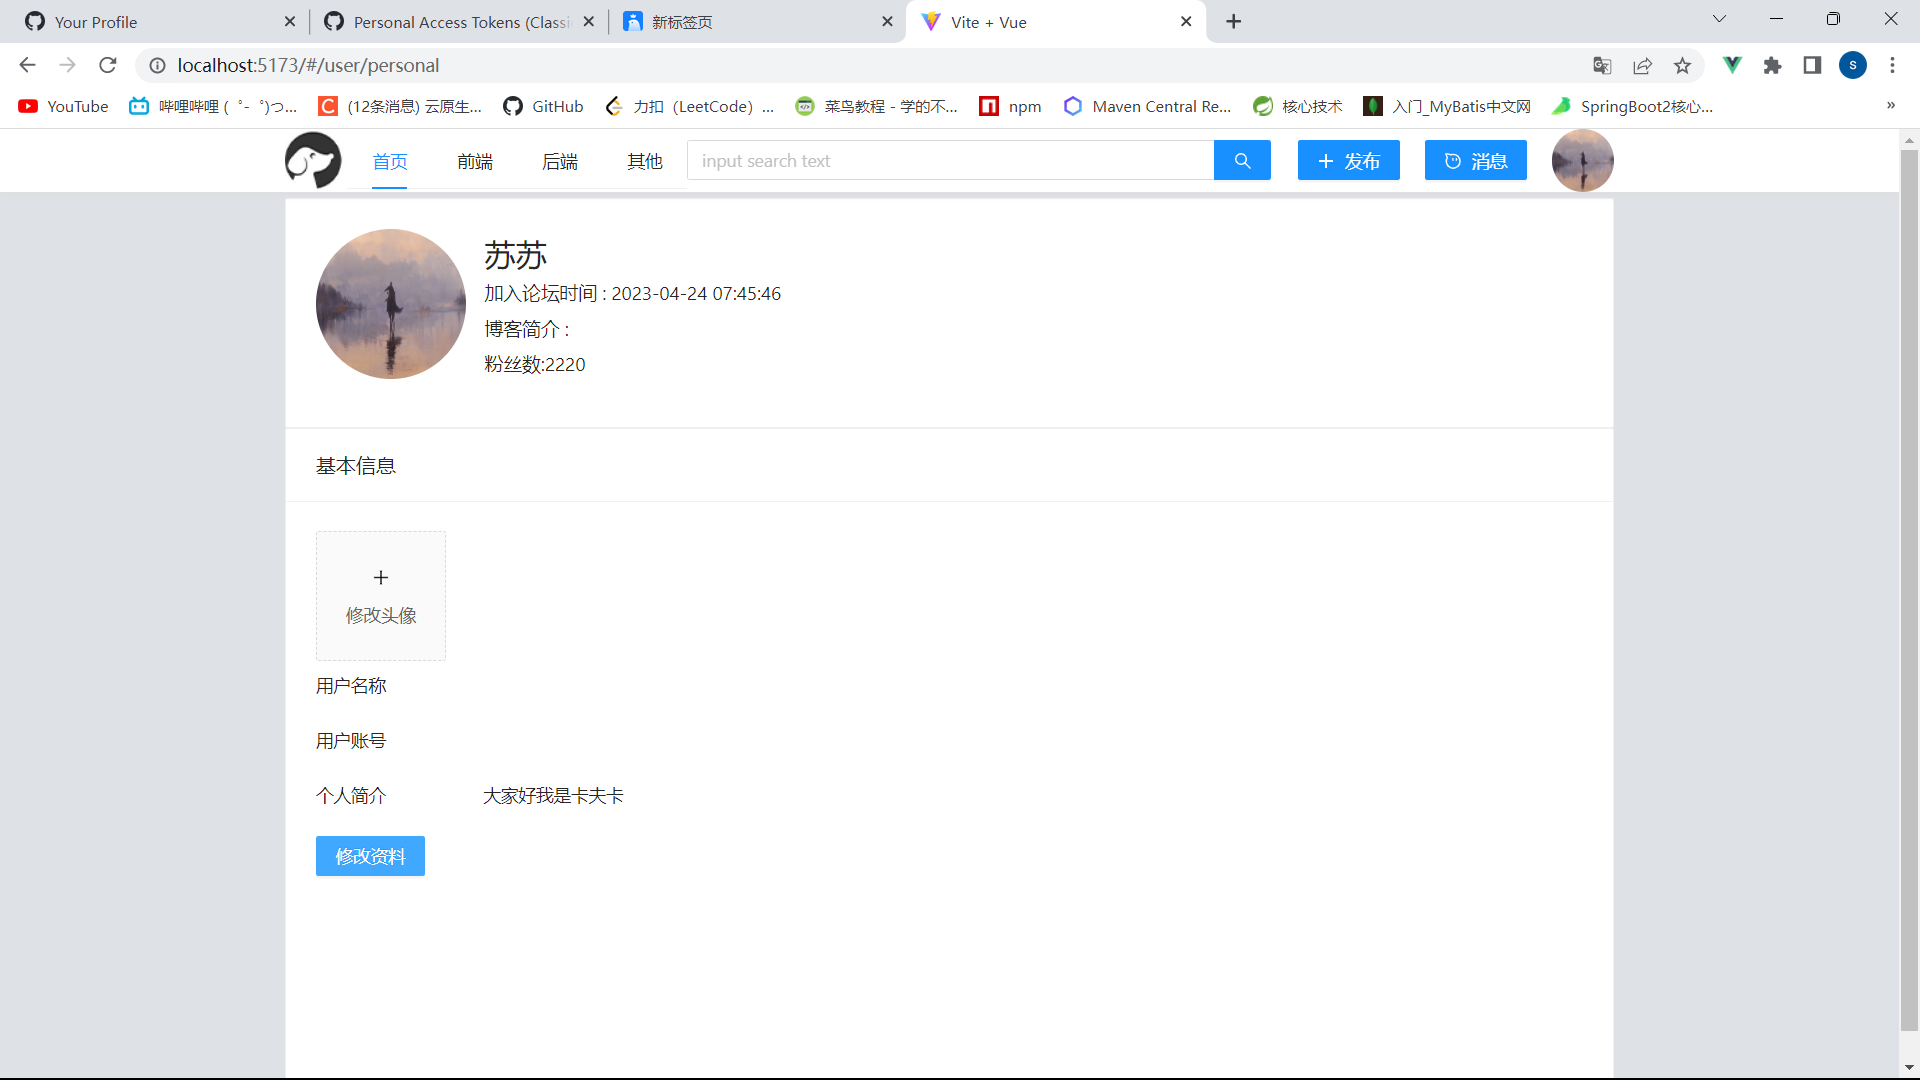 Your Profile
Personal Access Tokens (Classi
新标签页
Vite + Vue
localhost:5173/#/user/personal
S
YouTube
哔哩哔哩 ( ゜- ゜)つ...
C (12条消息) 云原生...
GitHub
力扣（LeetCode）...
菜鸟教程 - 学的不...
npm
Maven Central Re...
核心技术
入门_MyBatis中文网
SpringBoot2核心...
»
首页
前端
后端
其他
input search text
发布
消息
苏苏
加入论坛时间 : 2023-04-24 07:45:46
博客简介 :
粉丝数:2220
基本信息
修改头像
用户名称
用户账号
个人简介 大家好我是卡夫卡
修改资料